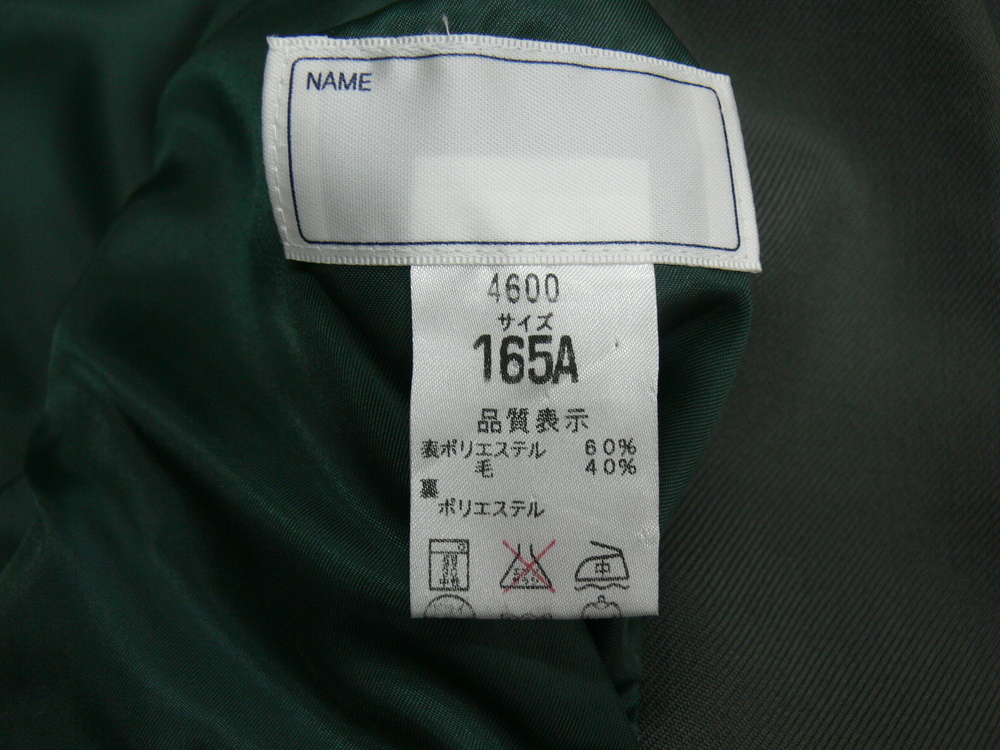 NAME
4600
サイズ
165A
品質表示
表ポリエステル 60%
毛 40%
裏
ポリエステル
中